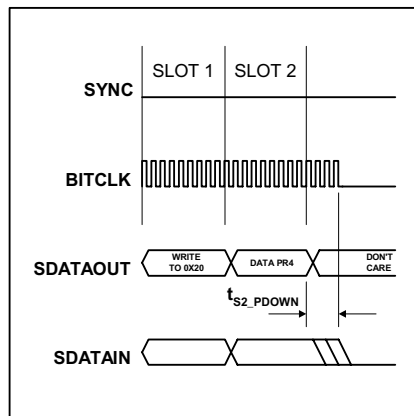 SLOT 1 SLOT 2
SYNC
BITCLK
SDATAOUT
WRITE
TO 0X20
DATA PR4
DON'T
CARE
tS2_PDOWN
SDATAIN